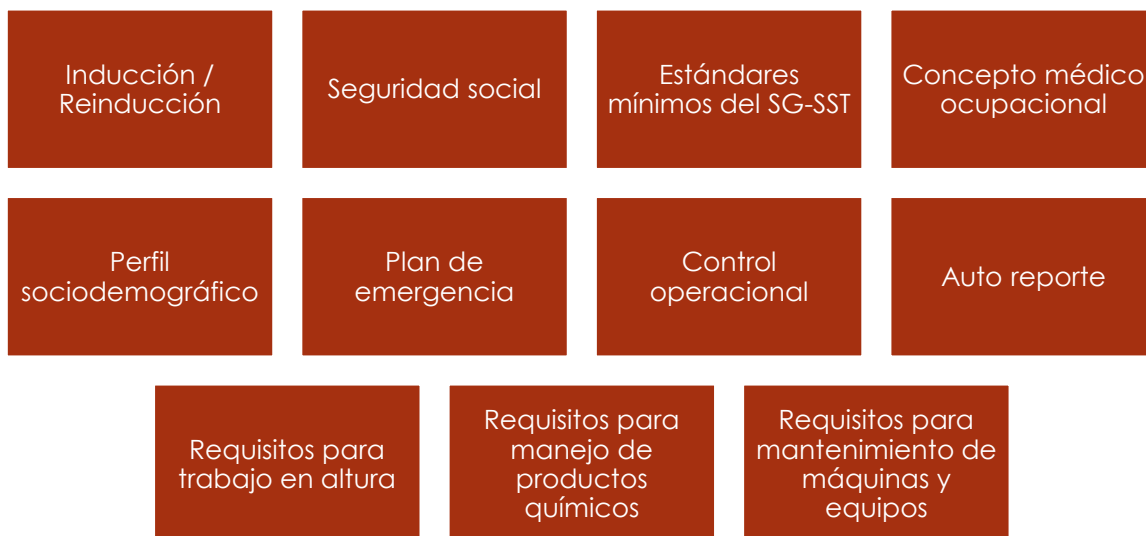 Inducción /
Reinducción
Seguridad social
Estándares
mínimos del SG-SST
Concepto médico
ocupacional
Perfil
sociodemográfico
Plan de
emergencia
Control
operacional
Auto reporte
Requisitos para
trabajo en altura
Requisitos para
manejo de
productos
químicos
Requisitos para
mantenimiento de
máquinas y
equipos